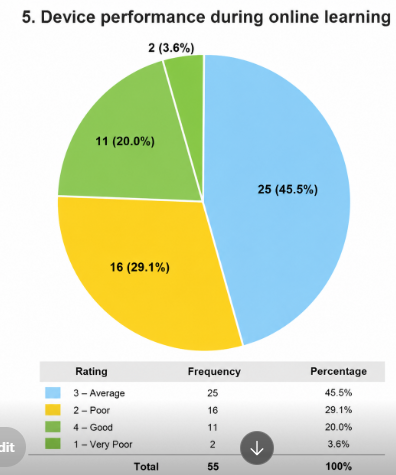 5. Device performance during online learning
2 (3.6%)
11 (20.0%)
25 (45.5%)
16 (29.1%)
Rating Frequency Percentage
3 – Average 25 45.5%
2 – Poor 16 29.1%
4 – Good 11 20.0%
1 – Very Poor 2 3.6%
dit
Total 55 100%